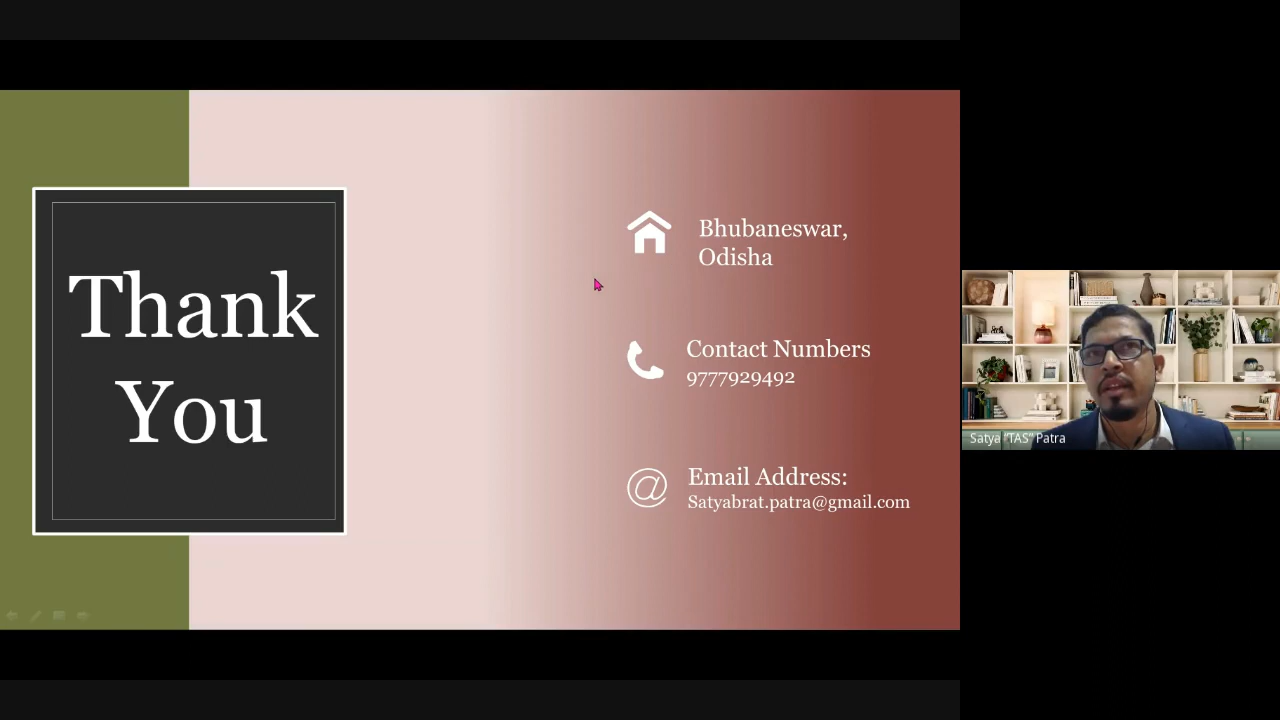 Thank
You
Bhubaneswar,
Odisha
Contact Numbers
9777929492
Email Address:
Satyabrat.patra@gmail.com
Satya "TAS" Patra